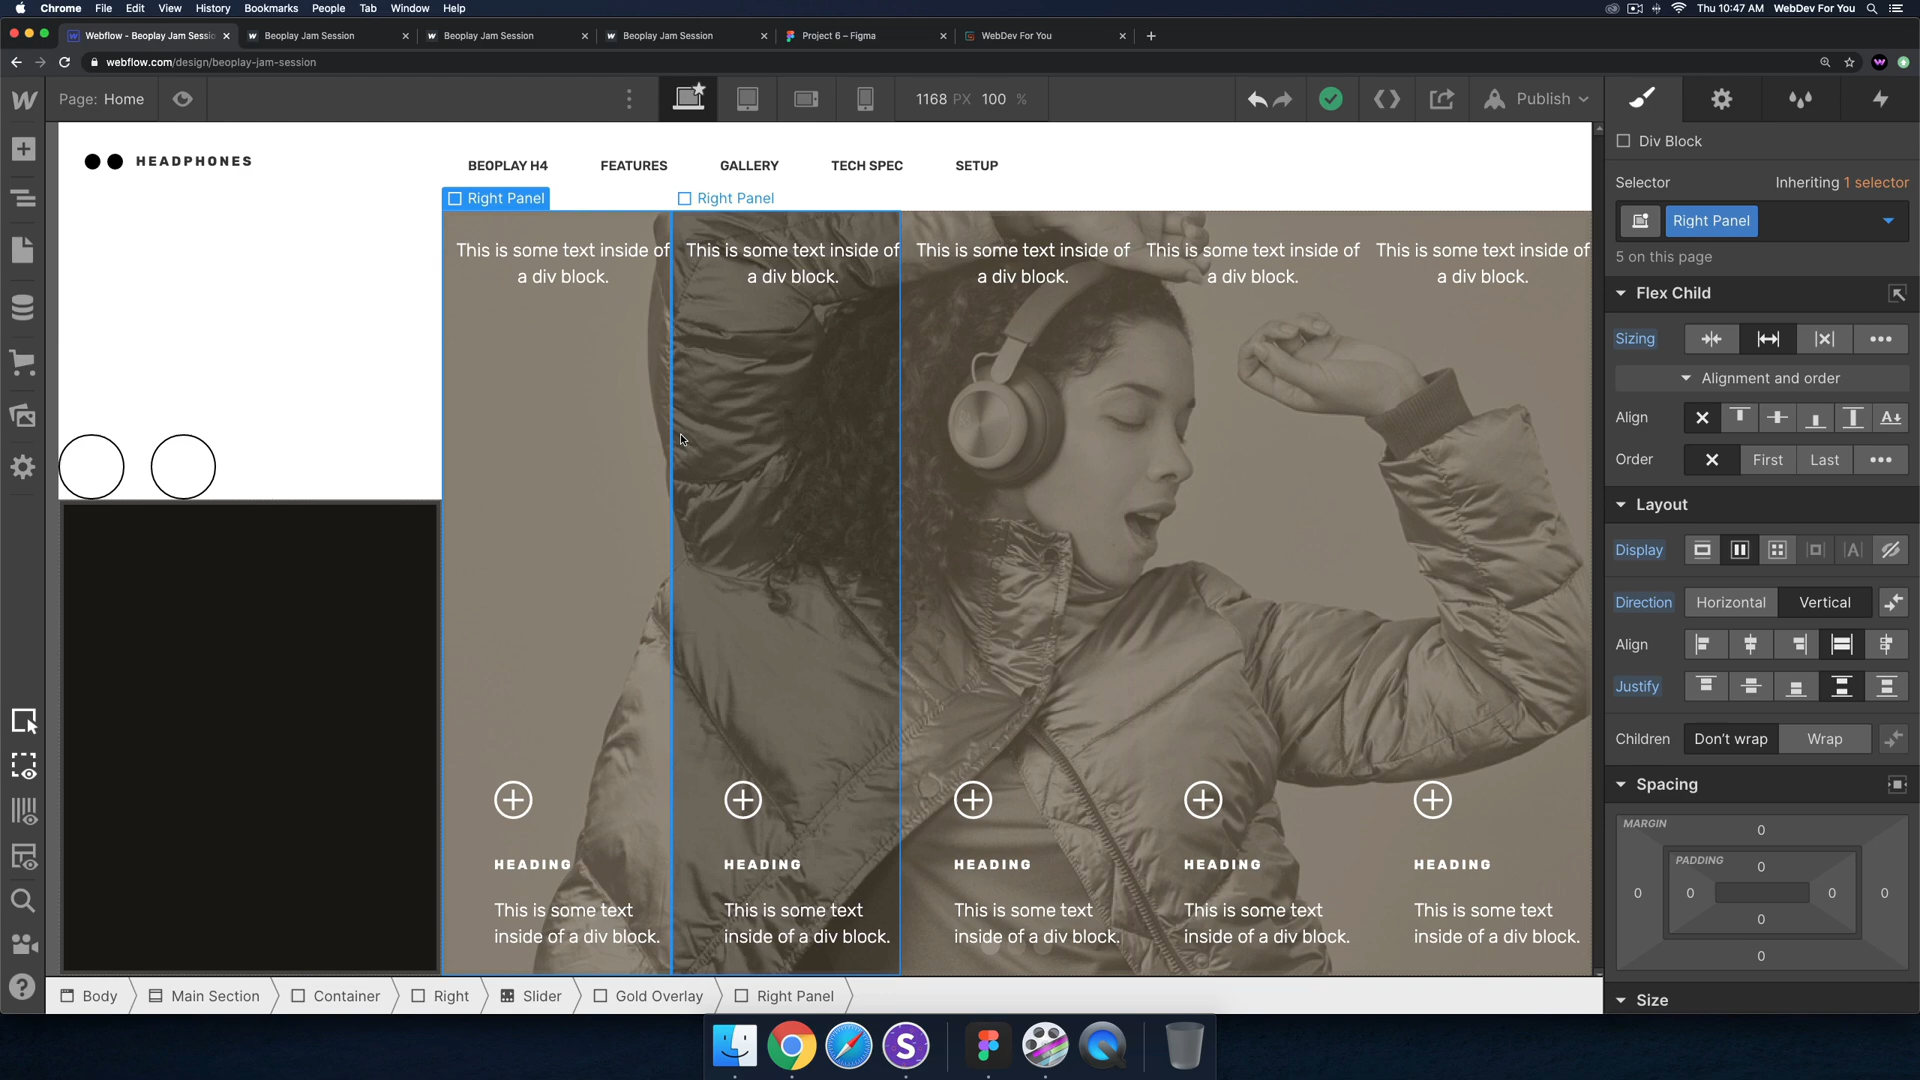 Chrome File Edit View History Bookmarks People Tab Window Help
Thu 10:47 AM WebDev For You
Webflow - Beoplay Jam Sessio
Beoplay Jam Session
Beoplay Jam Session
Beoplay Jam Session
Project 6 – Figma
WebDev For You
webflow.com/design/beoplay-jam-session
Page: Home
1168 PX 100 %
Publish
HEADPHONES
BEOPLAY H4 FEATURES GALLERY TECH SPEC SETUP
Right Panel
Right Panel
This is some text inside of
a div block.
This is some text inside of
a div block.
This is some text inside of
a div block.
This is some text inside of
a div block.
This is some text inside of
a div block.
HEADING
This is some text
inside of a div block.
HEADING
This is some text
inside of a div block.
HEADING
This is some text
inside of a div block.
HEADING
This is some text
inside of a div block.
HEADING
This is some text
inside of a div block.
Div Block
Selector Inheriting 1 selector
Right Panel
5 on this page
Flex Child
Sizing
Alignment and order
Align
Order First Last
Layout
Display
Direction Horizontal Vertical
Align
Justify
Children Don't wrap Wrap
Spacing
MARGIN
0
PADDING
0
0 0 0 0
0
0
Size
Body Main Section Container Right Slider Gold Overlay Right Panel